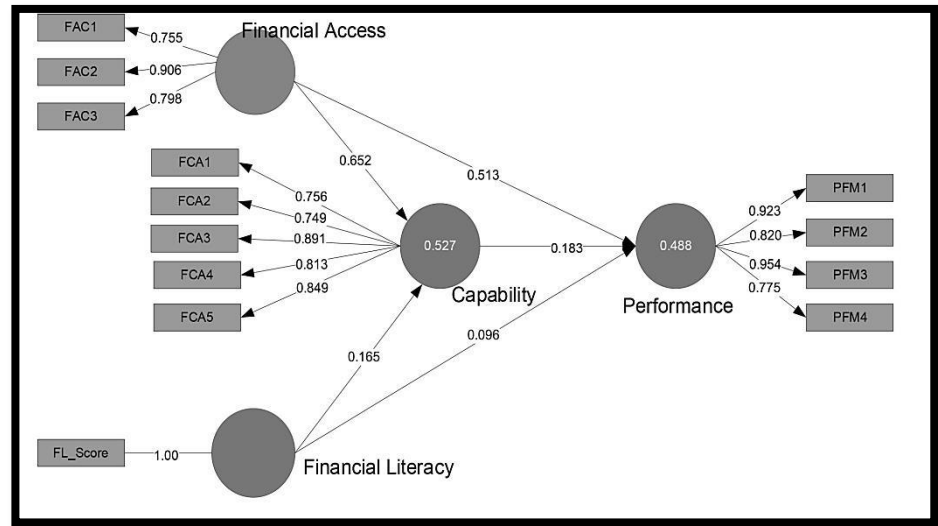 FAC1
0.755
Financial Access
FAC2
0.906
FAC3
0.798
FCA1
0.652
0.513
0.756
FCA2
0.749
FCA3
0.891
FCA4
0.813
FCA5
0.849
0.527
Capability
0.183
0.488
Performance
PFM1
0.923
PFM2
0.820
PFM3
0.954
PFM4
0.775
0.165
0.096
FL_Score
1.00
Financial Literacy